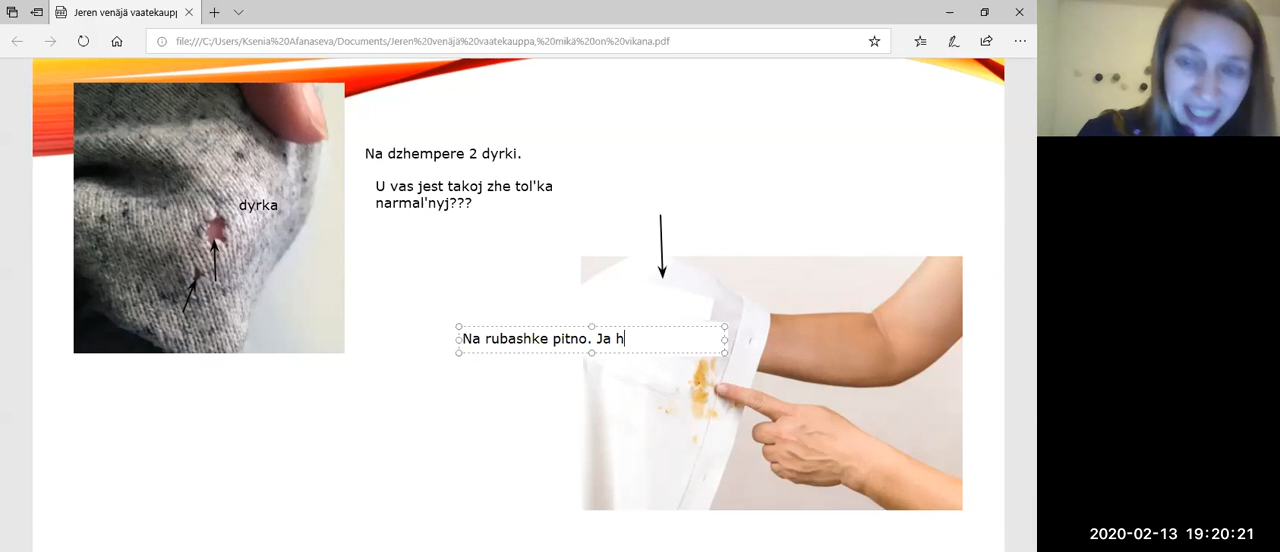 Jeren venäjä vaatekaupp
file:///C:/Users/Ksenia%20Afanaseva/Documents/Jeren%20venäjä%20vaatekauppa,%20mikä%20on%20vikana.pdf
Na dzhempere 2 dyrki.
U vas jest takoj zhe tol'ka
narmal'nyj???
dyrka
Na rubashke pitno. Ja h
2020-02-13 19:20:21